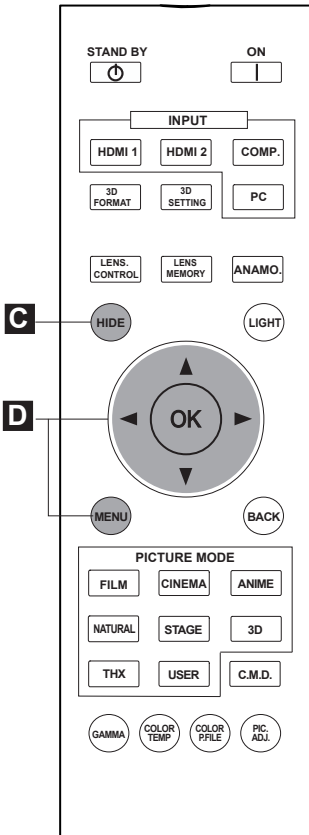 STAND BY
ON
INPUT
HDMI 1
HDMI 2
COMP.
3D
FORMAT
3D
SETTING
PC
LENS.
CONTROL
LENS
MEMORY
ANAMO.
C
HIDE
LIGHT
D
OK
MENU
BACK
PICTURE MODE
FILM
CINEMA
ANIME
NATURAL
STAGE
3D
THX
USER
C.M.D.
GAMMA
COLOR
TEMP
COLOR
P.FILE
PIC.
ADJ.